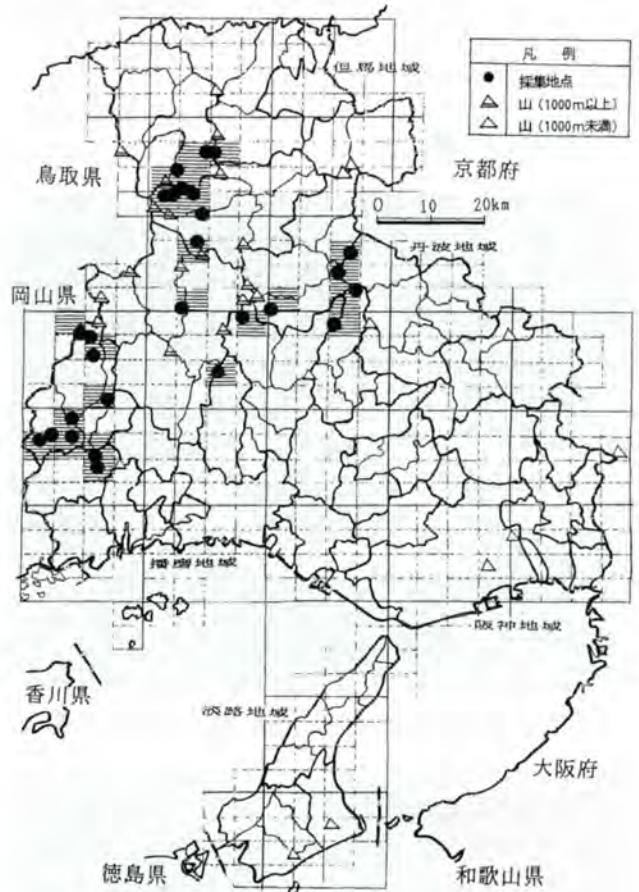 但馬地域
凡 例
採集地点
山 (1000m以上)
山 (1000m未満)
鳥取県
京都府
0 10 20km
丹波地域
岡山県
播磨地域
阪神地域
香川県
淡路地域
大阪府
徳島県
和歌山県